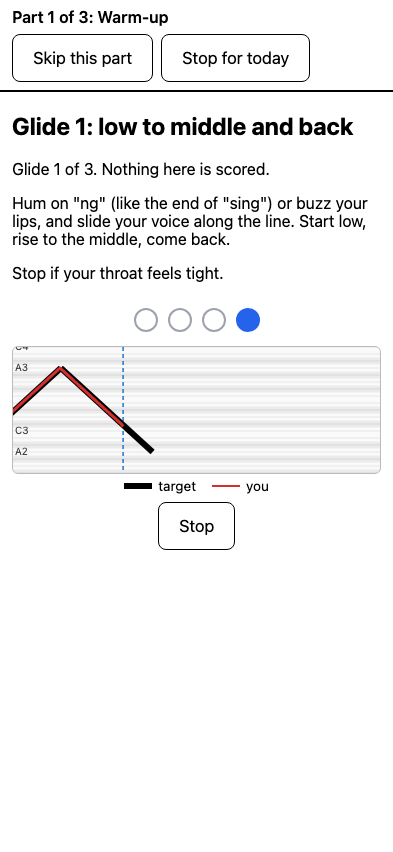 Part 1 of 3: Warm-up
Skip this part
Stop for today
Glide 1: low to middle and back
Glide 1 of 3. Nothing here is scored.
Hum on "ng" (like the end of "sing") or buzz your
lips, and slide your voice along the line. Start low,
rise to the middle, come back.
Stop if your throat feels tight.
A3
C3
A2
target
you
Stop